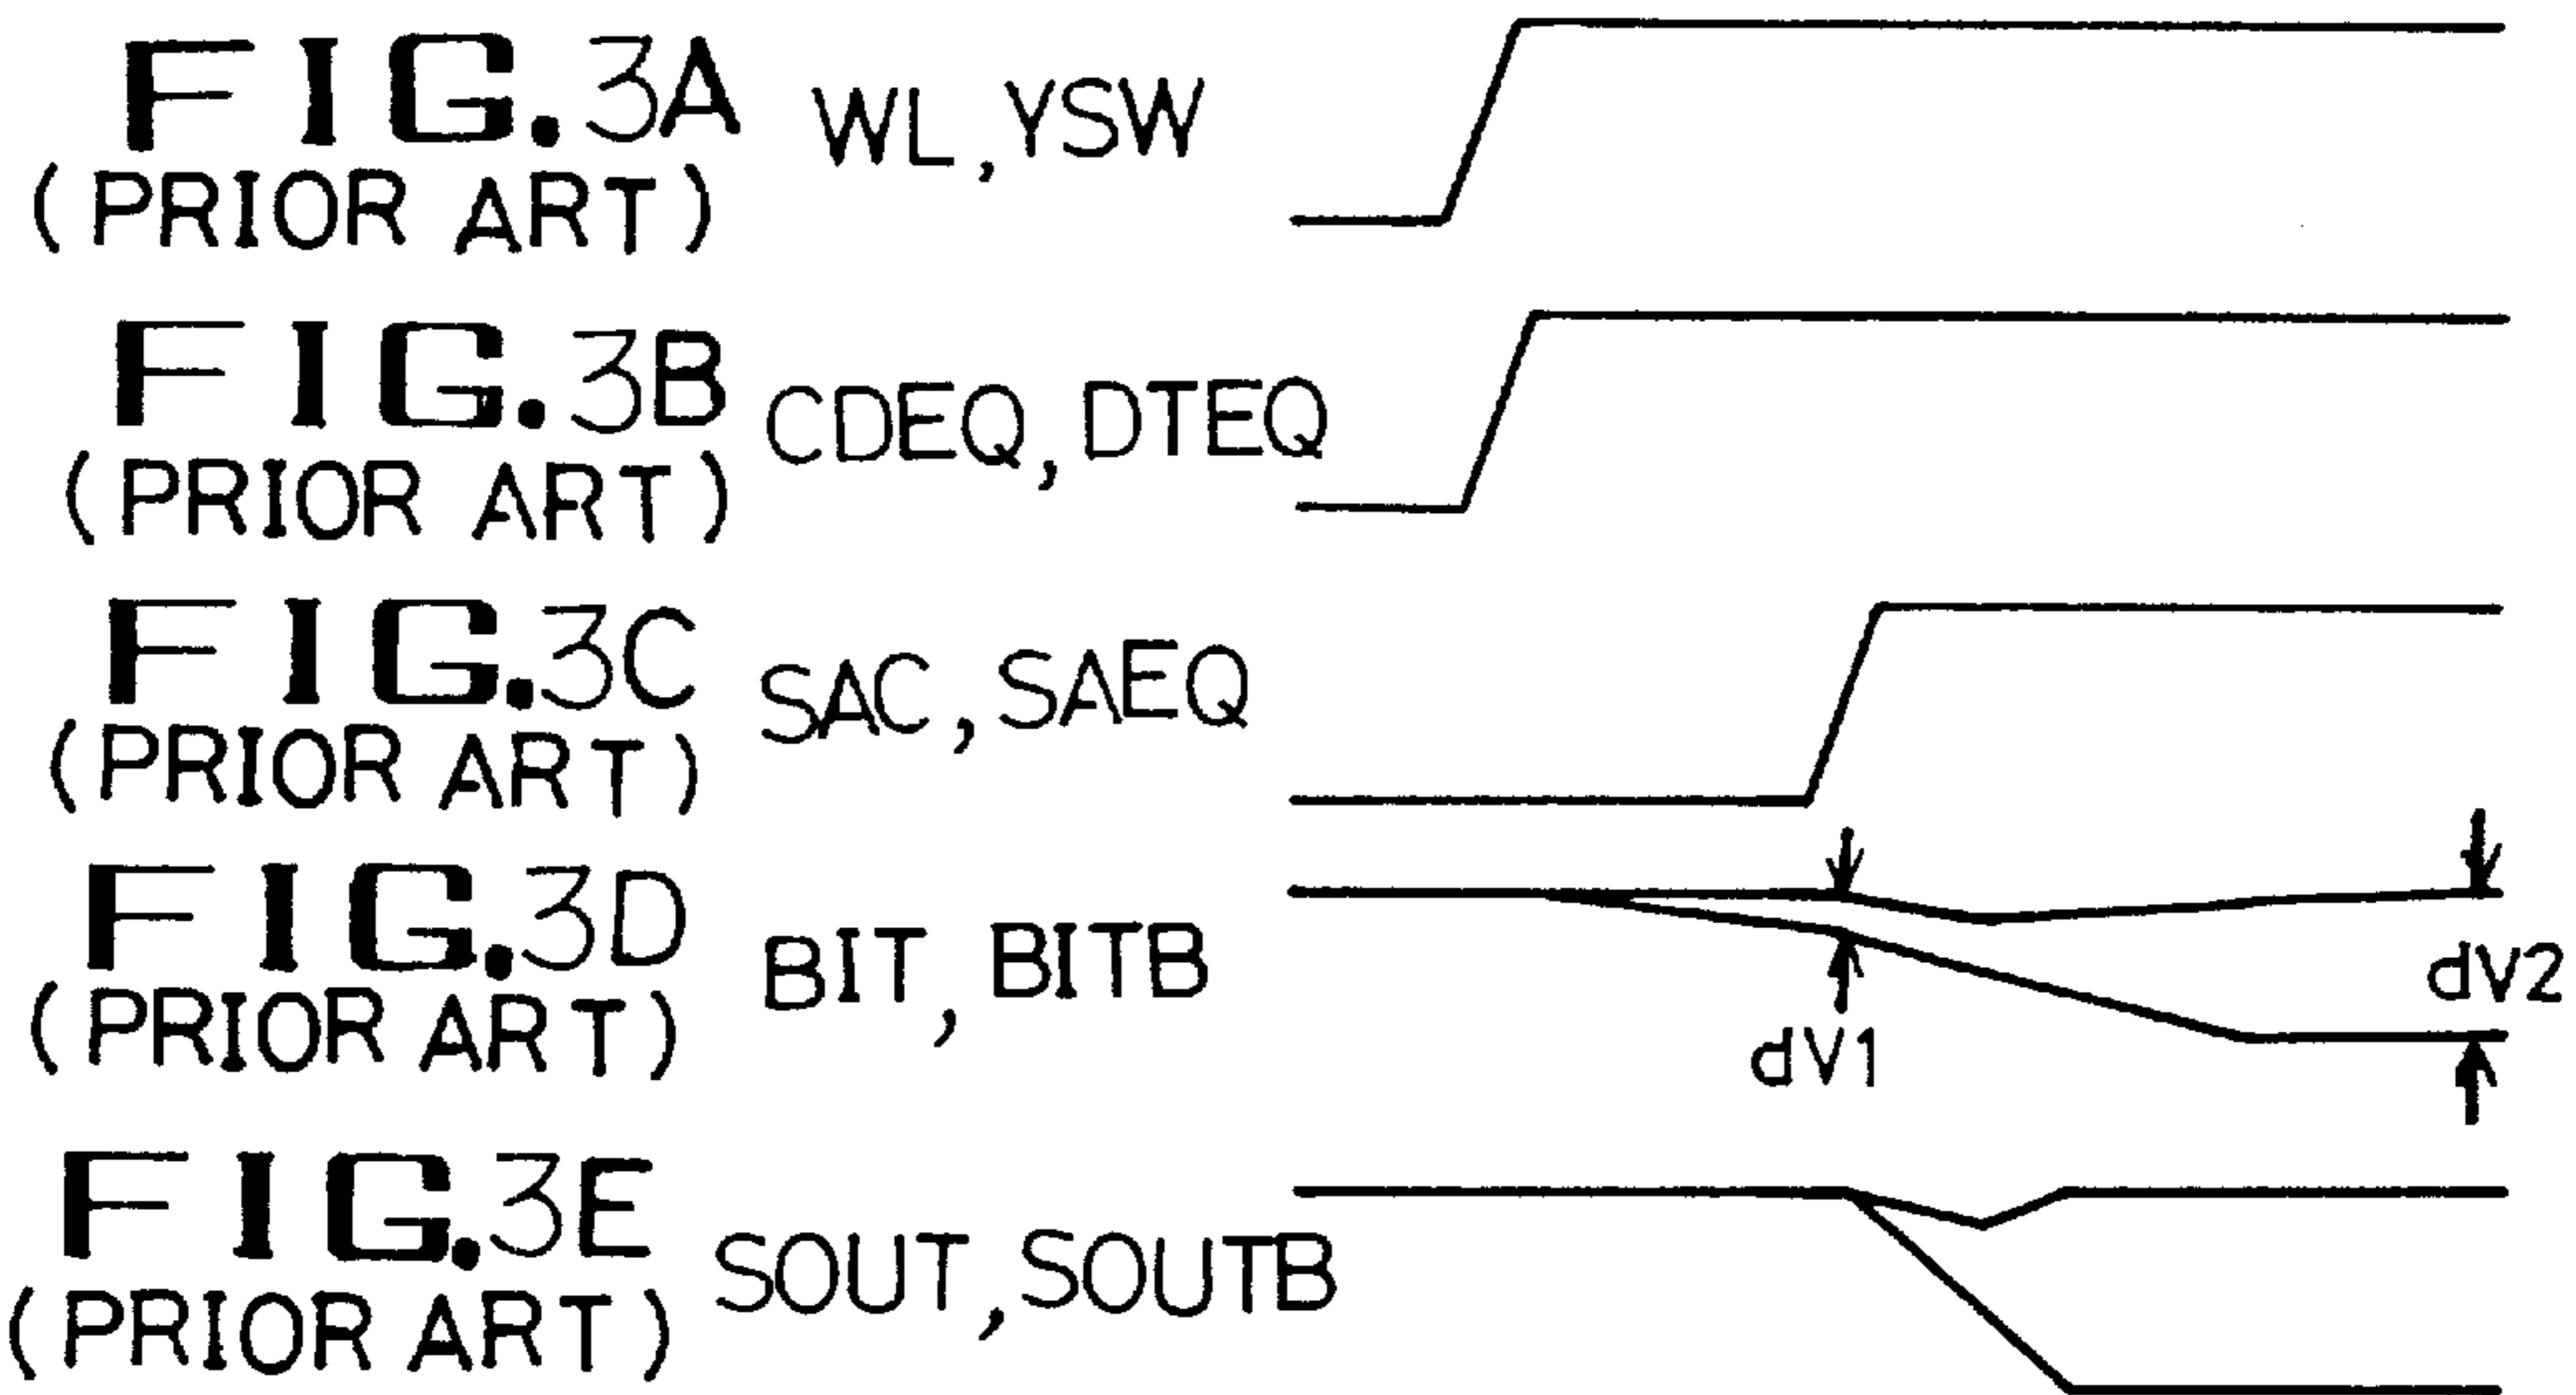 FIG.3A WL,YSW
(PRIOR ART)
FIG.3B CDEQ,DTEQ
(PRIOR ART)
FIG.3C SAC,SAEQ
(PRIOR ART)
FIG.3D BIT,BITB
(PRIOR ART)
dV1
dV2
FIG.3E SOUT,SOUTB
(PRIOR ART)